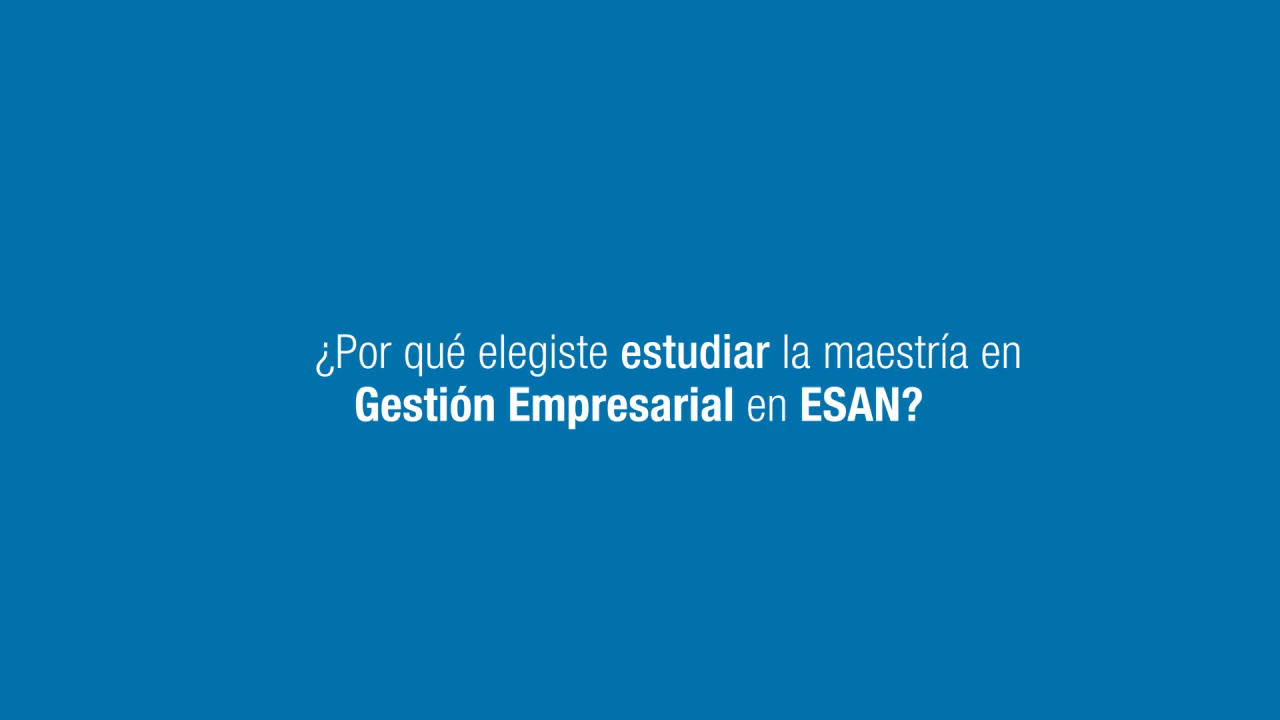 ¿Por qué elegiste estudiar la maestría en
Gestión Empresarial en ESAN?